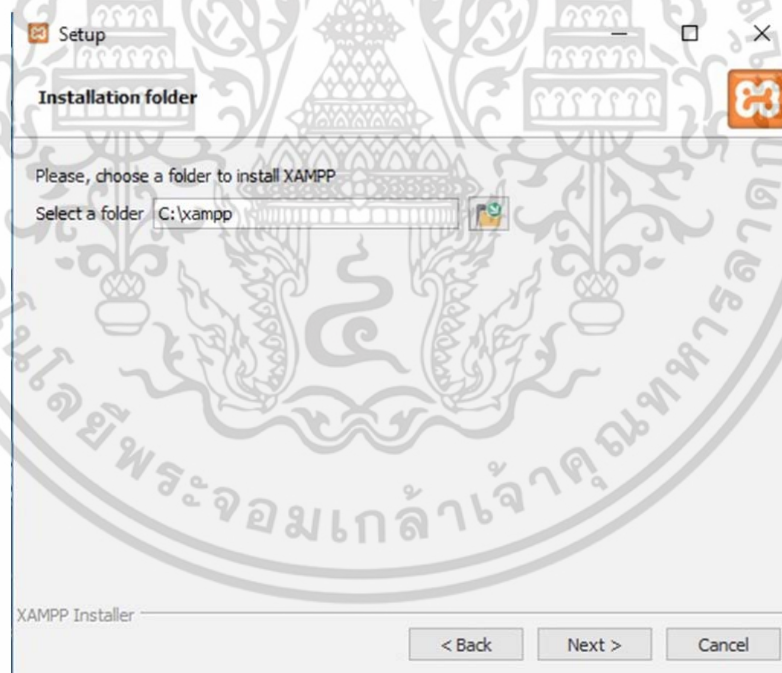 Setup
Installation folder
Please, choose a folder to install XAMPP
Select a folder C:\xampp
XAMPP Installer
< Back Next > Cancel
พระจอมเกล้าเจ้าคุณทหาร